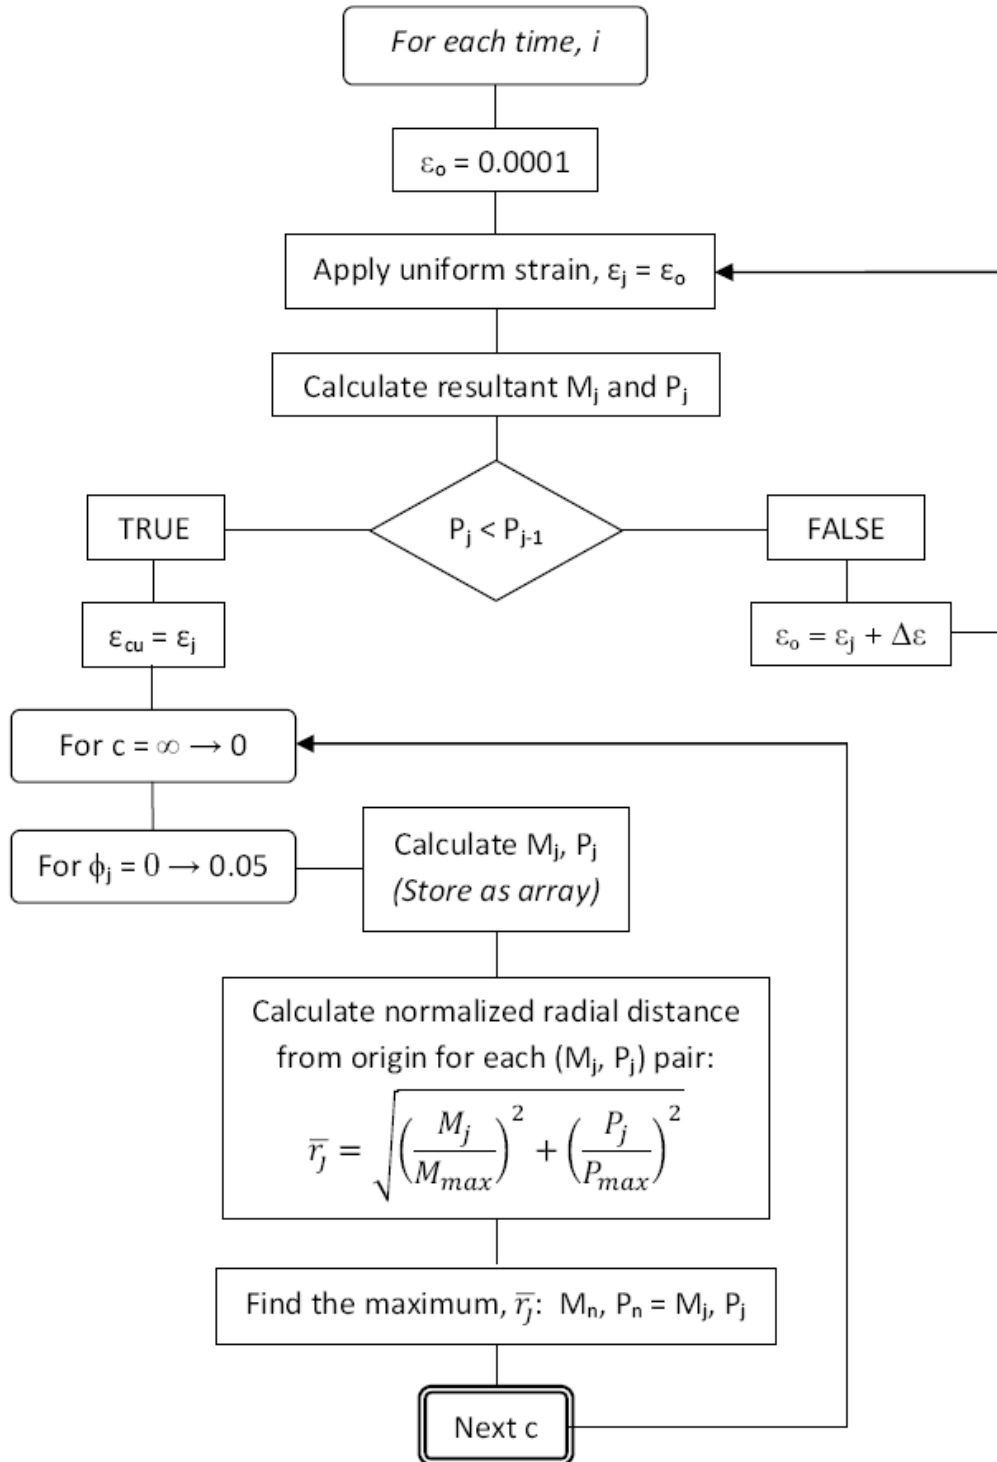 For each time, i
εₒ = 0.0001
Apply uniform strain, εⱼ = εₒ
Calculate resultant Mⱼ and Pⱼ
TRUE
Pⱼ < Pⱼ₋₁
FALSE
ε_cu = εⱼ
εₒ = εⱼ + Δε
For c = ∞ → 0
For ϕⱼ = 0 → 0.05
Calculate Mⱼ, Pⱼ
(Store as array)
Calculate normalized radial distance
from origin for each (Mⱼ, Pⱼ) pair:
r̅ⱼ = √((Mⱼ/M_max)² + (Pⱼ/P_max)²)
Find the maximum, r̅ⱼ: Mₙ, Pₙ = Mⱼ, Pⱼ
Next c